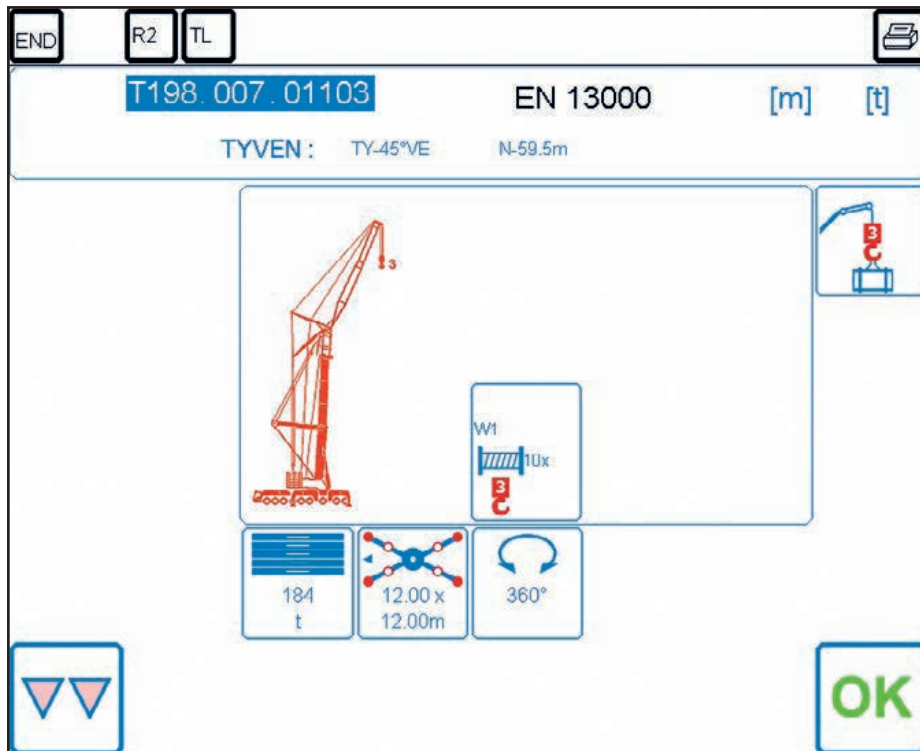 END R2 TL
T198.007.01103 EN 13000 [m] [t]
TYVEN : TY-45°VE N-59.5m
3
3
W1
10x
3
184
t
12.00 x
12.00m
360°
OK